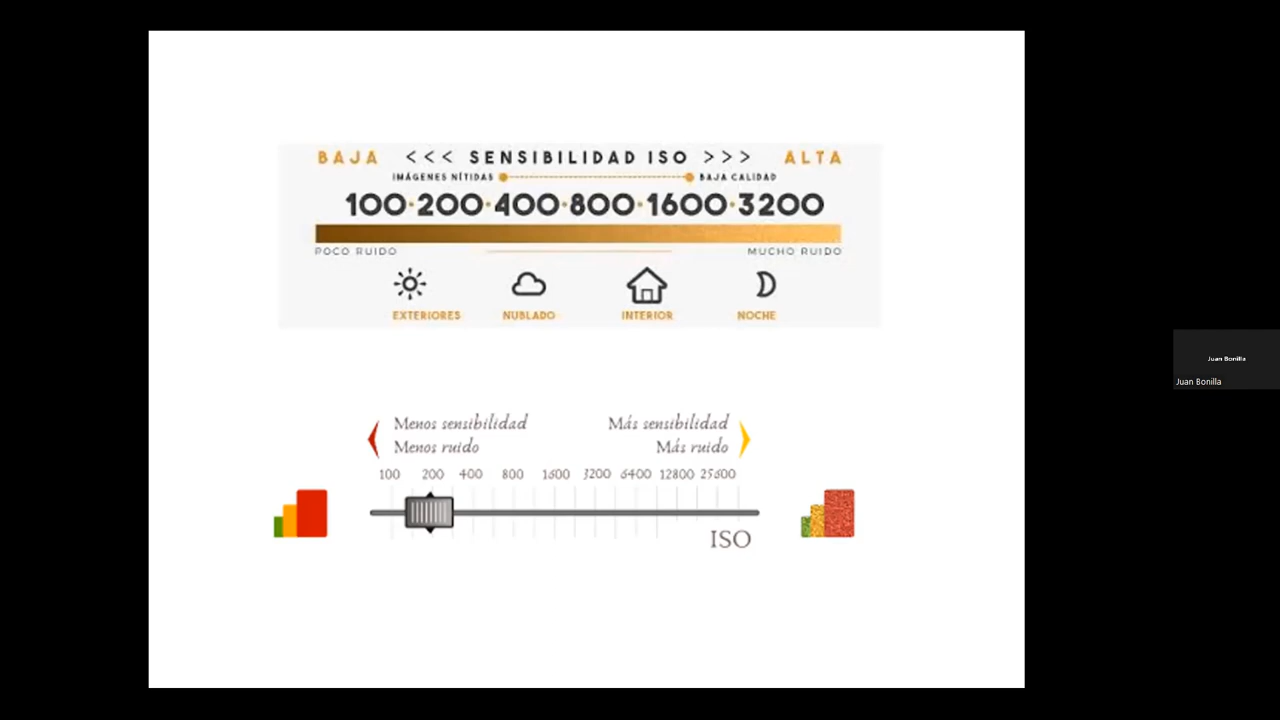 BAJA <<< SENSIBILIDAD ISO >>> ALTA
IMÁGENES NÍTIDAS BAJA CALIDAD
100·200·400·800·1600·3200
POCO RUIDO MUCHO RUIDO
EXTERIORES NUBLADO INTERIOR NOCHE
Menos sensibilidad Más sensibilidad
Menos ruido Más ruido
100 200 400 800 1600 3200 6400 12800 25600
ISO
Juan Bonilla
Juan Bonilla